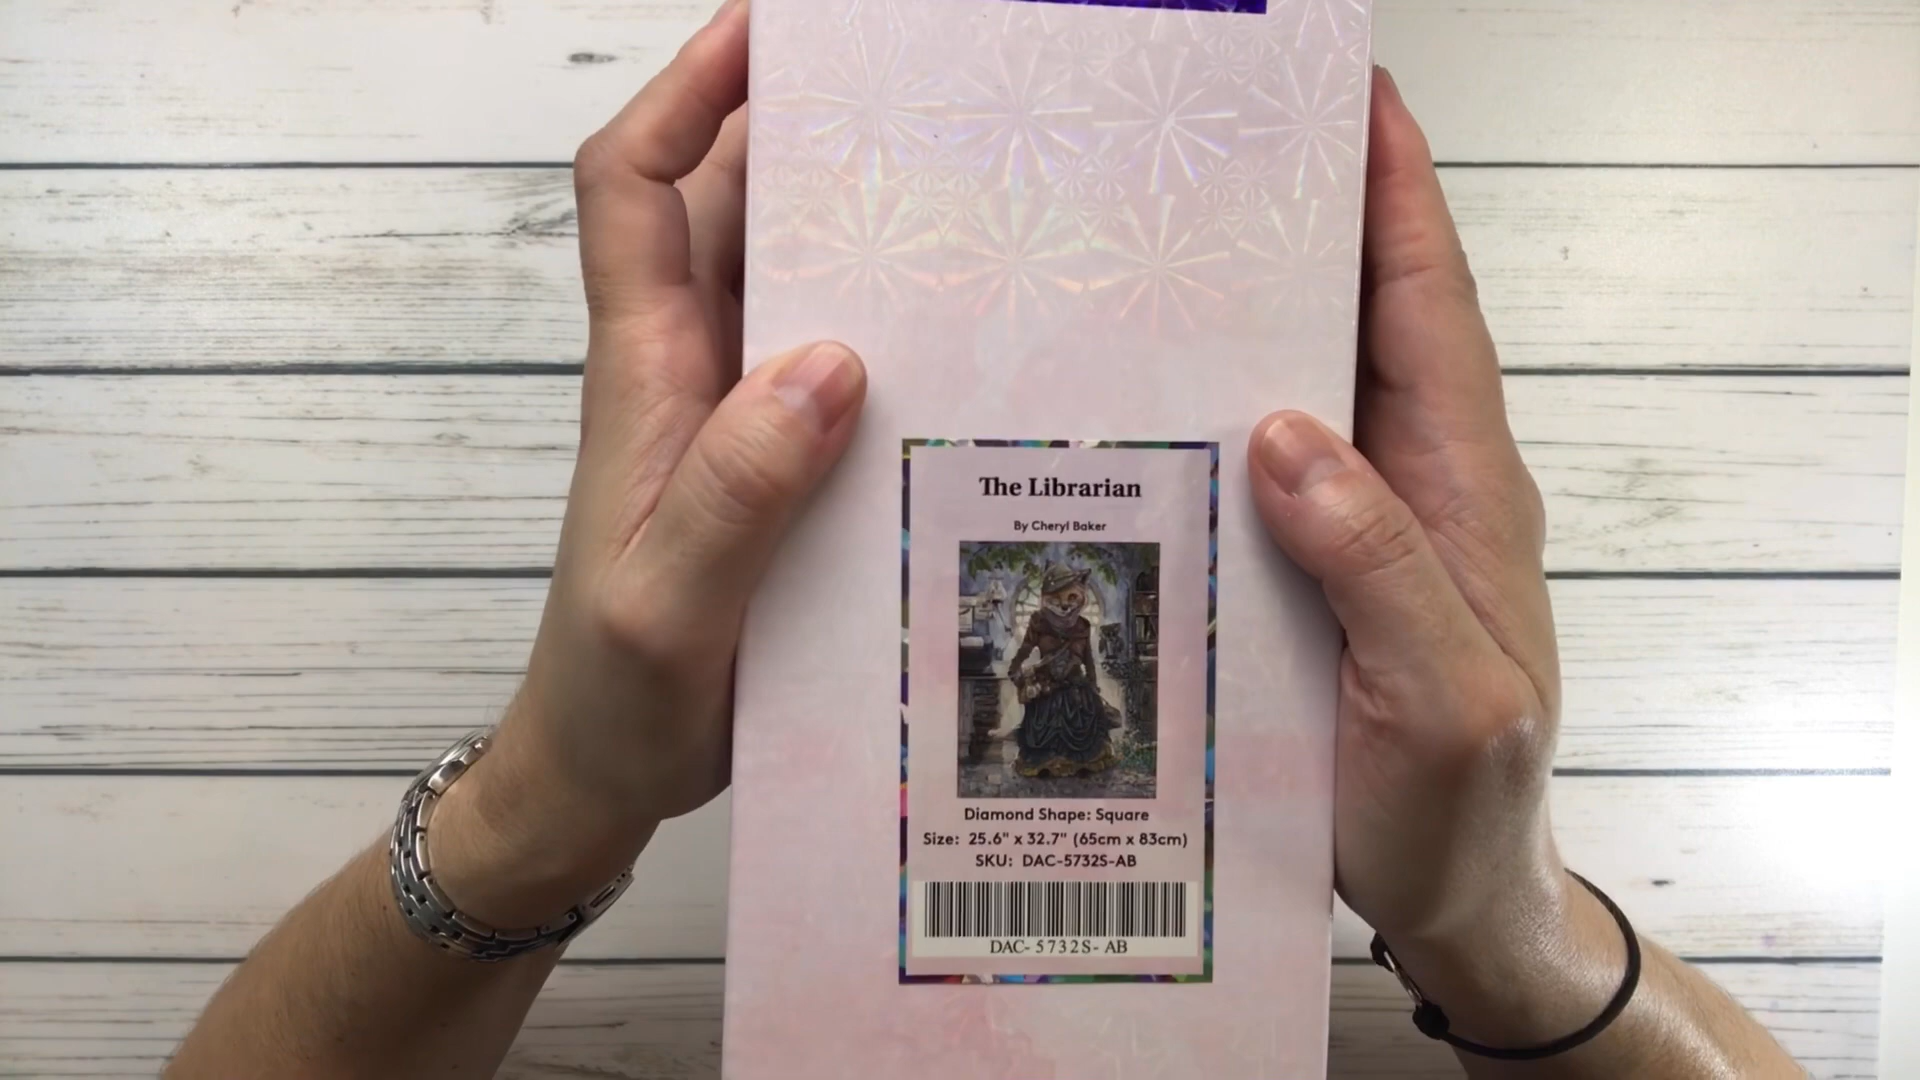 The Librarian
By Cheryl Baker
Diamond Shape: Square
Size: 25.6" x 32.7" (65cm x 83cm)
SKU: DAC-5732S-AB
DAC- 5732S- AB